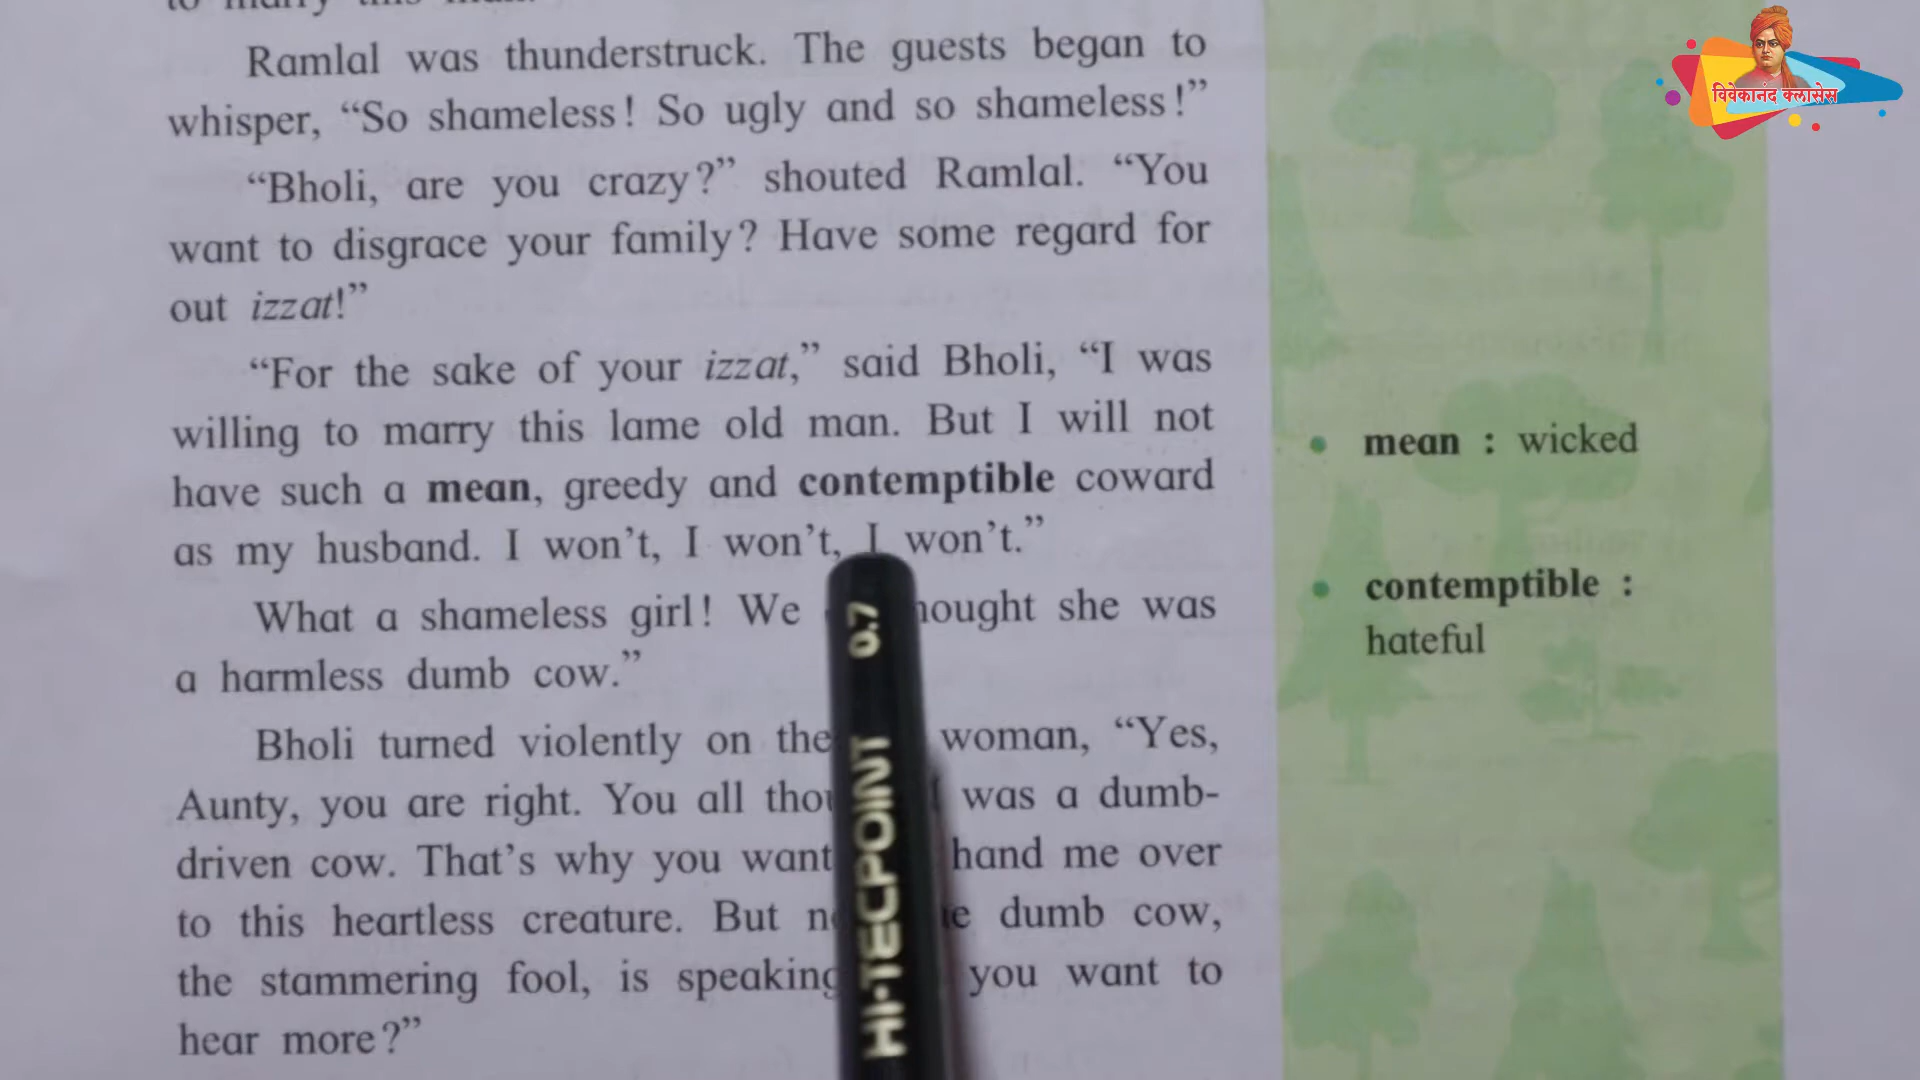 Ramlal was thunderstruck. The guests began to
whisper, “So shameless! So ugly and so shameless!”
“Bholi, are you crazy?” shouted Ramlal. “You
want to disgrace your family? Have some regard for
out izzat!”
“For the sake of your izzat,” said Bholi, “I was
willing to marry this lame old man. But I will not
have such a mean, greedy and contemptible coward
as my husband. I won’t, I won’t, I won’t.”
What a shameless girl! We she was
a harmless dumb cow.”
Bholi turned violently on the woman, “Yes,
Aunty, you are right. You all was a dumb-
driven cow. That’s why you hand me over
to this heartless creature. But dumb cow,
the stammering fool, is you want to
hear more?”
mean : wicked
contemptible :
hateful
विवेकानंद क्लासेस
HI-TECPOINT 0.7